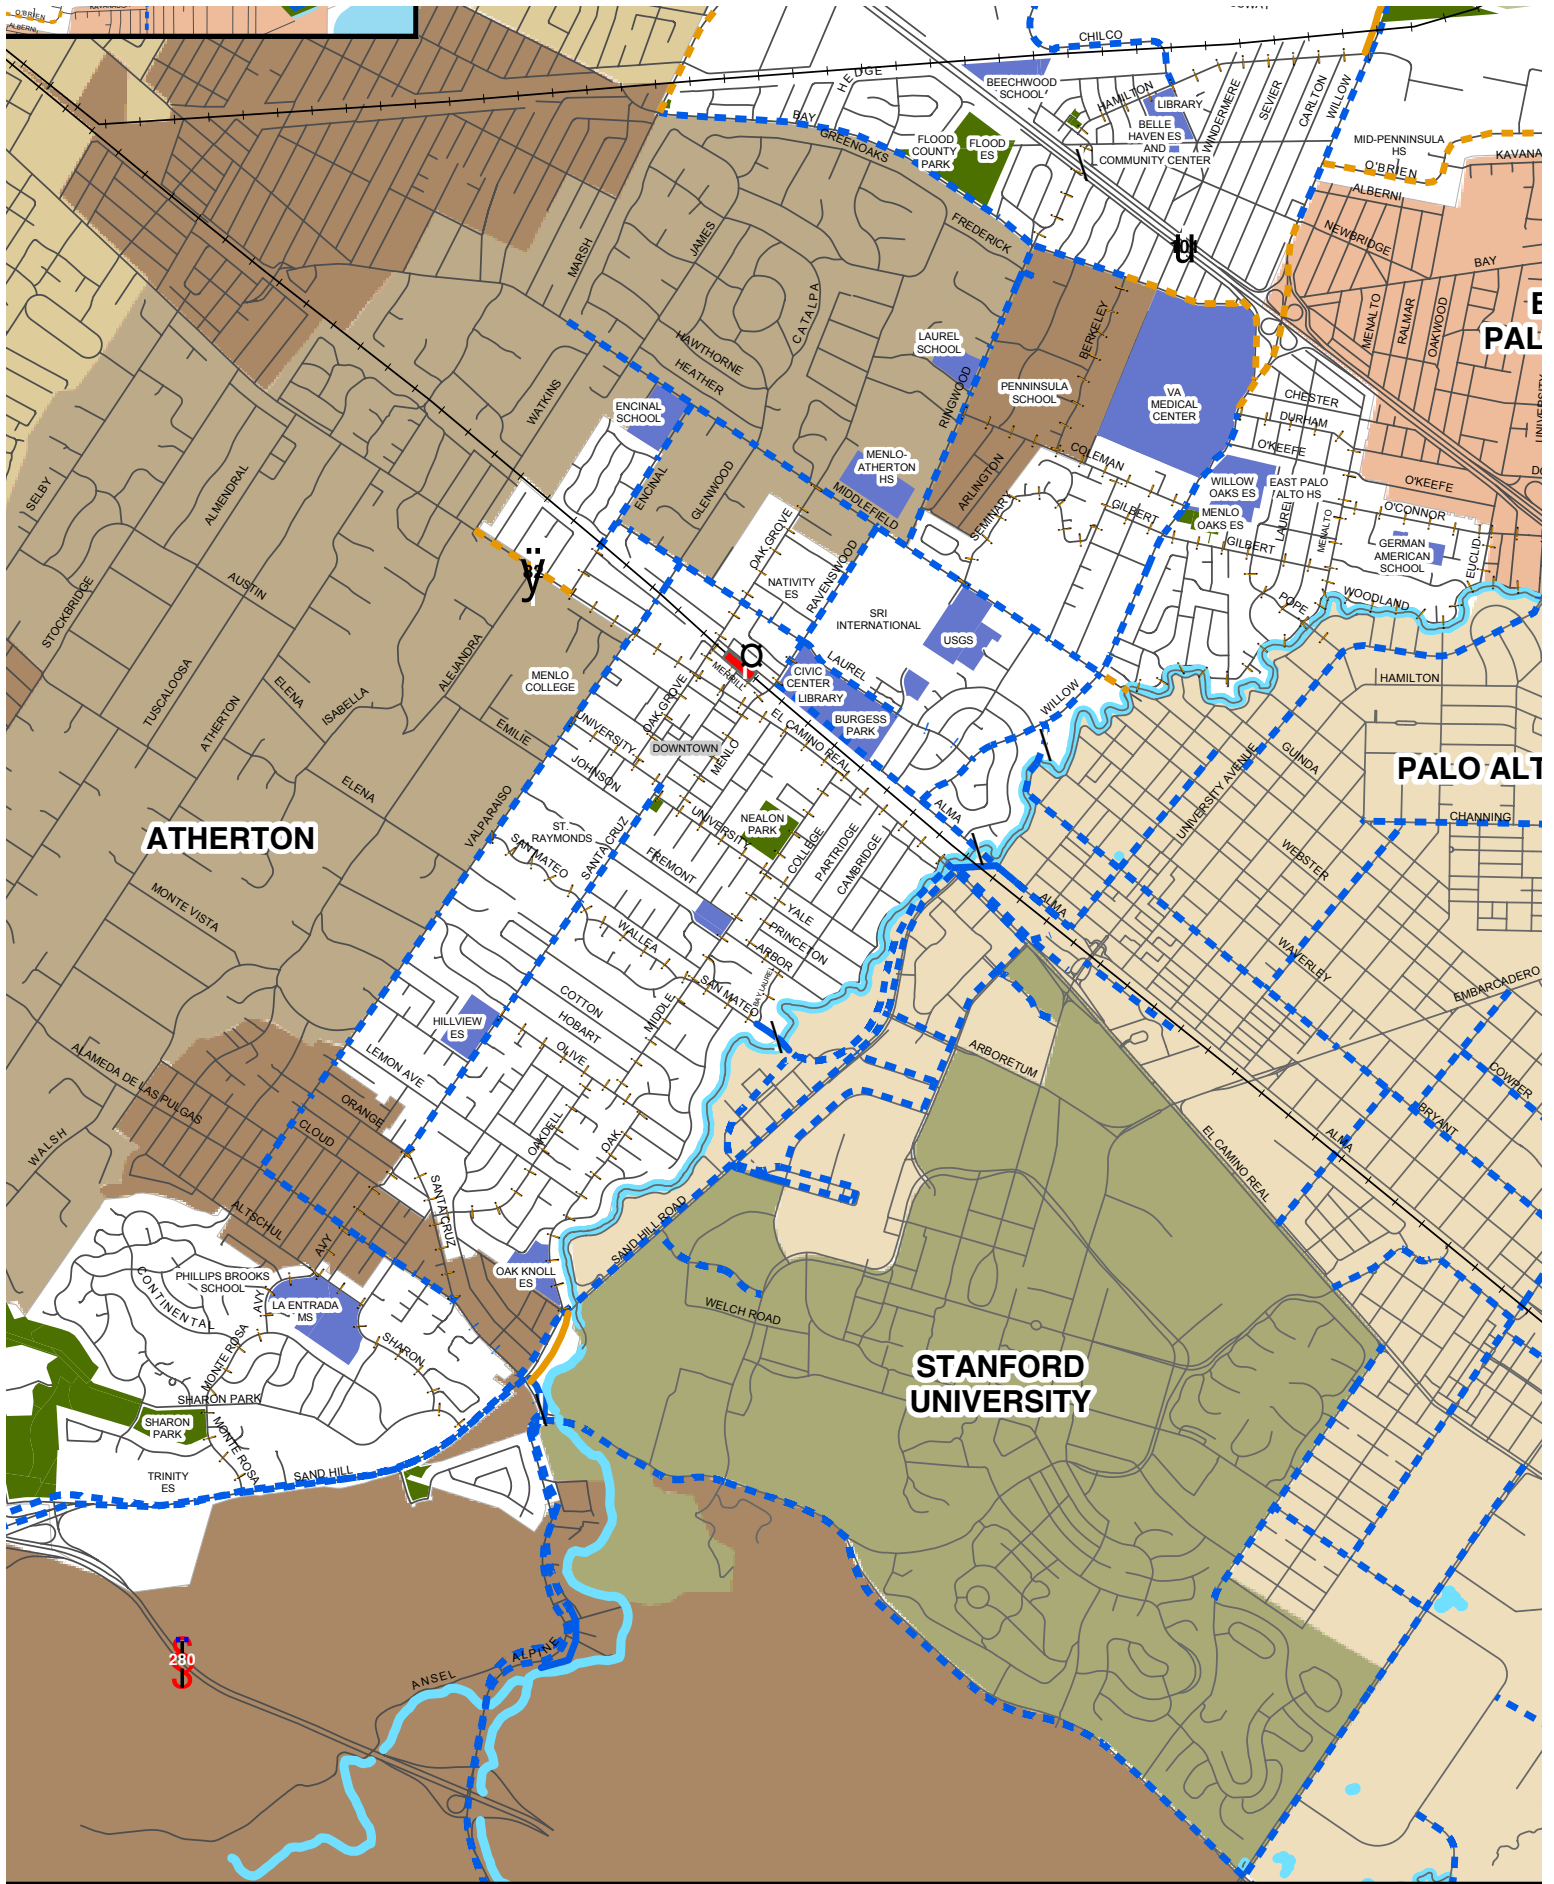 O'BRIEN
CHILCO
HEDGE
BEECHWOOD
SCHOOL
HAMILTON
LIBRARY
BELLE
HAVEN ES
AND
COMMUNITY CENTER
WINDERMERE
SEVIER
CARLTON
WILLOW
BAY
GREENOAKS
FLOOD
COUNTY
PARK
FLOOD
ES
MID-PENNINSULA
HS
O'BRIEN
KAVANA
ALBERNI
NEWBRIDGE
BAY
FREDERICK
MARSH
JAMES
CATALPA
101
MENALTO
RALMAR
OAKWOOD
E
PAL
UNIVERSITY
LAUREL
SCHOOL
HAWTHORNE
HEATHER
BERKELEY
RINGWOOD
PENNINSULA
SCHOOL
VA
MEDICAL
CENTER
CHESTER
DURHAM
O'KEEFE
WATKINS
ENCINAL
SCHOOL
MENLO-
ATHERTON
HS
COLEMAN
ARLINGTON
WILLOW
OAKS ES
EAST PALO
ALTO HS
O'KEEFE
SELBY
ALMENDRAL
ENCINAL
GLENWOOD
MIDDLEFIELD
SEMINARY
GILBERT
MENLO
OAKS ES
LAUREL
MENALTO
O'CONNOR
GILBERT
GERMAN
AMERICAN
SCHOOL
EUCLID
OAK GROVE
RAVENSWOOD
82
NATIVITY
ES
SRI
INTERNATIONAL
USGS
POPE
WOODLAND
STOCKBRIDGE
AUSTIN
TUSCALOOSA
ATHERTON
ELENA
ISABELLA
ALEJANDRA
EMILIE
MENLO
COLLEGE
MERRILL
CIVIC
CENTER
LIBRARY
LAUREL
BURGESS
PARK
WILLOW
HAMILTON
UNIVERSITY
OAK GROVE
DOWNTOWN
MENLO
EL CAMINO REAL
UNIVERSITY AVENUE
GUINDA
PALO ALT
JOHNSON
ELENA
VALPARAISO
ALMA
CHANNING
ATHERTON
ST.
RAYMONDS
SAN MATEO
SANTA CRUZ
UNIVERSITY
NEALON
PARK
COLLEGE
PARTRIDGE
CAMBRIDGE
WEBSTER
FREMONT
MONTE VISTA
WALLEA
YALE
PRINCETON
ARBOR
ALMA
WAVERLEY
EMBARCADERO
SAN MATEO
BAY LAUREL
COTTON
HOBART
MIDDLE
HILLVIEW
ES
OLIVE
LEMON AVE
ARBORETUM
COWPER
BRYANT
ALMA
EL CAMINO REAL
ALAMEDA DE LAS PULGAS
ORANGE
CLOUD
OAKDELL
OAK
WALSH
SANTA CRUZ
ALTSCHUL
AVY
SAND HILL ROAD
OAK KNOLL
ES
PHILLIPS BROOKS
SCHOOL
CONTINENTAL
AVY
LA ENTRADA
MS
SHARON
WELCH ROAD
MONTE ROSA
SHARON PARK
SHARON
PARK
MONTE ROSA
STANFORD
UNIVERSITY
TRINITY
ES
SAND HILL
280
ANSEL
ALPINE